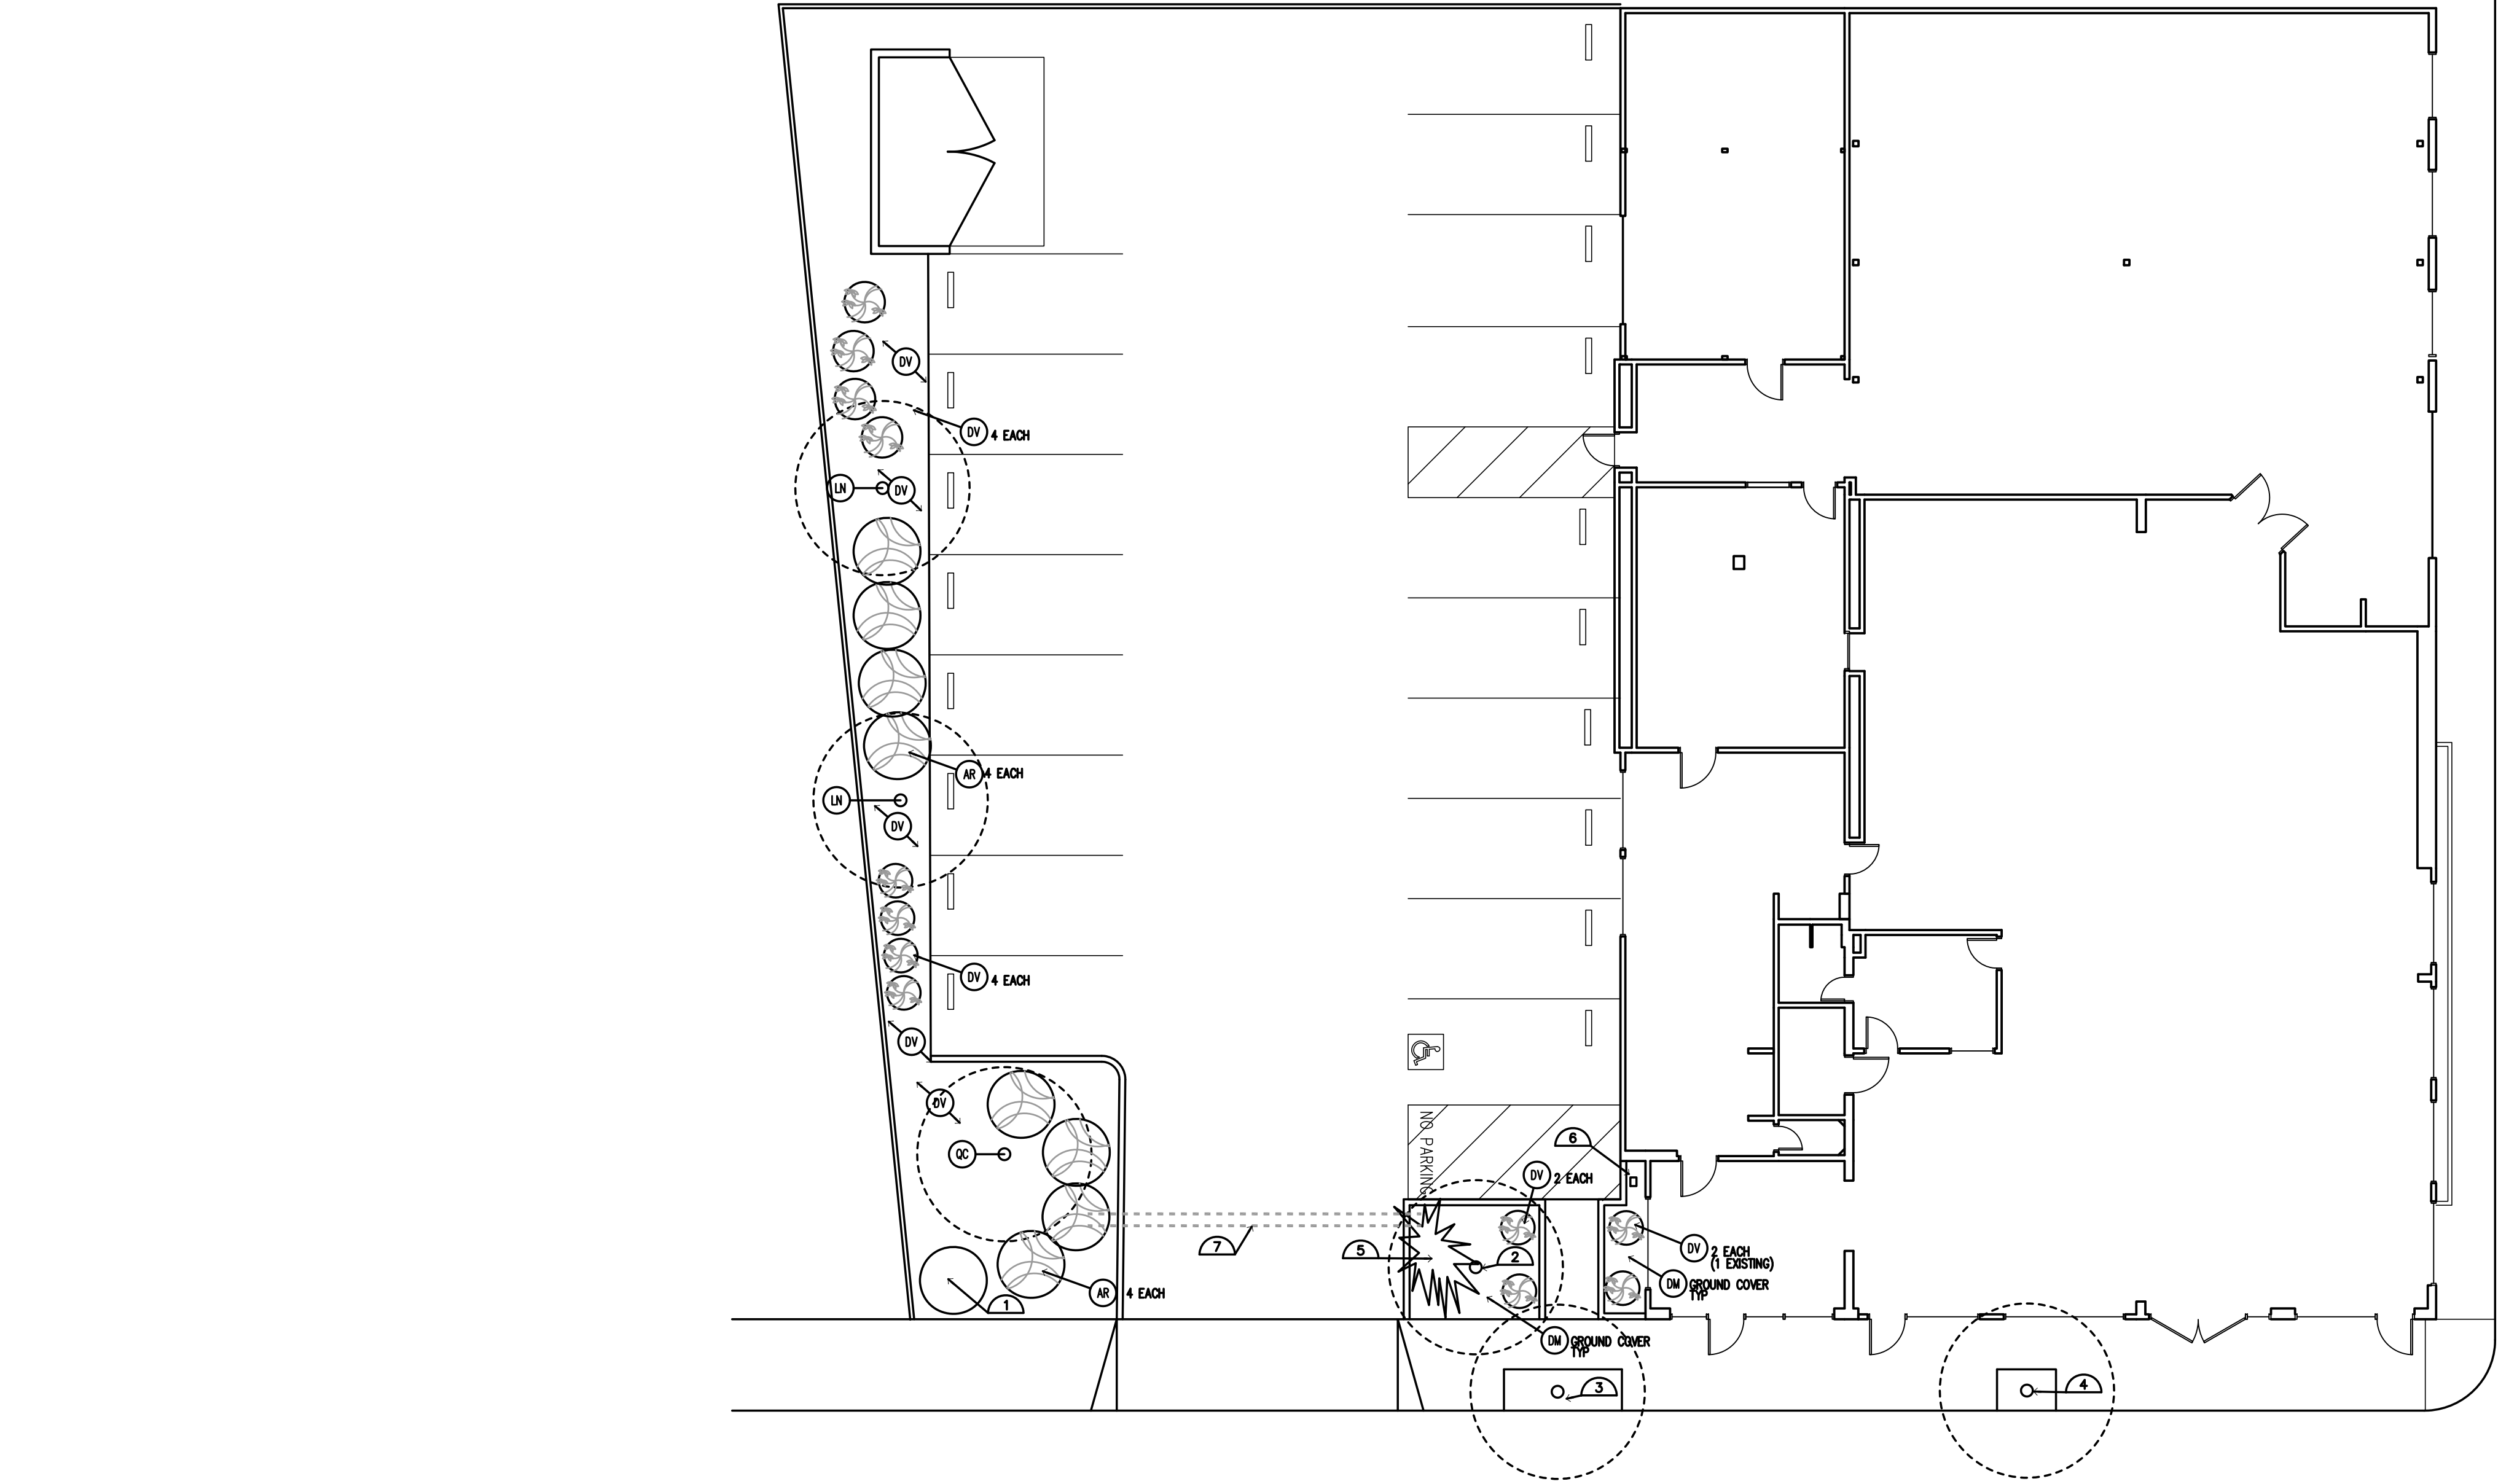 DV
DV
4 EACH
LN
DV
AR
4 EACH
LN
DV
DV
4 EACH
DV
DV
QC
NO PARKING
6
DV
2 EACH
7
5
2
DV
2 EACH
(1 EXISTING)
DM
GROUND COVER
TYP
AR
4 EACH
1
DM
GROUND COVER
TYP
3
4